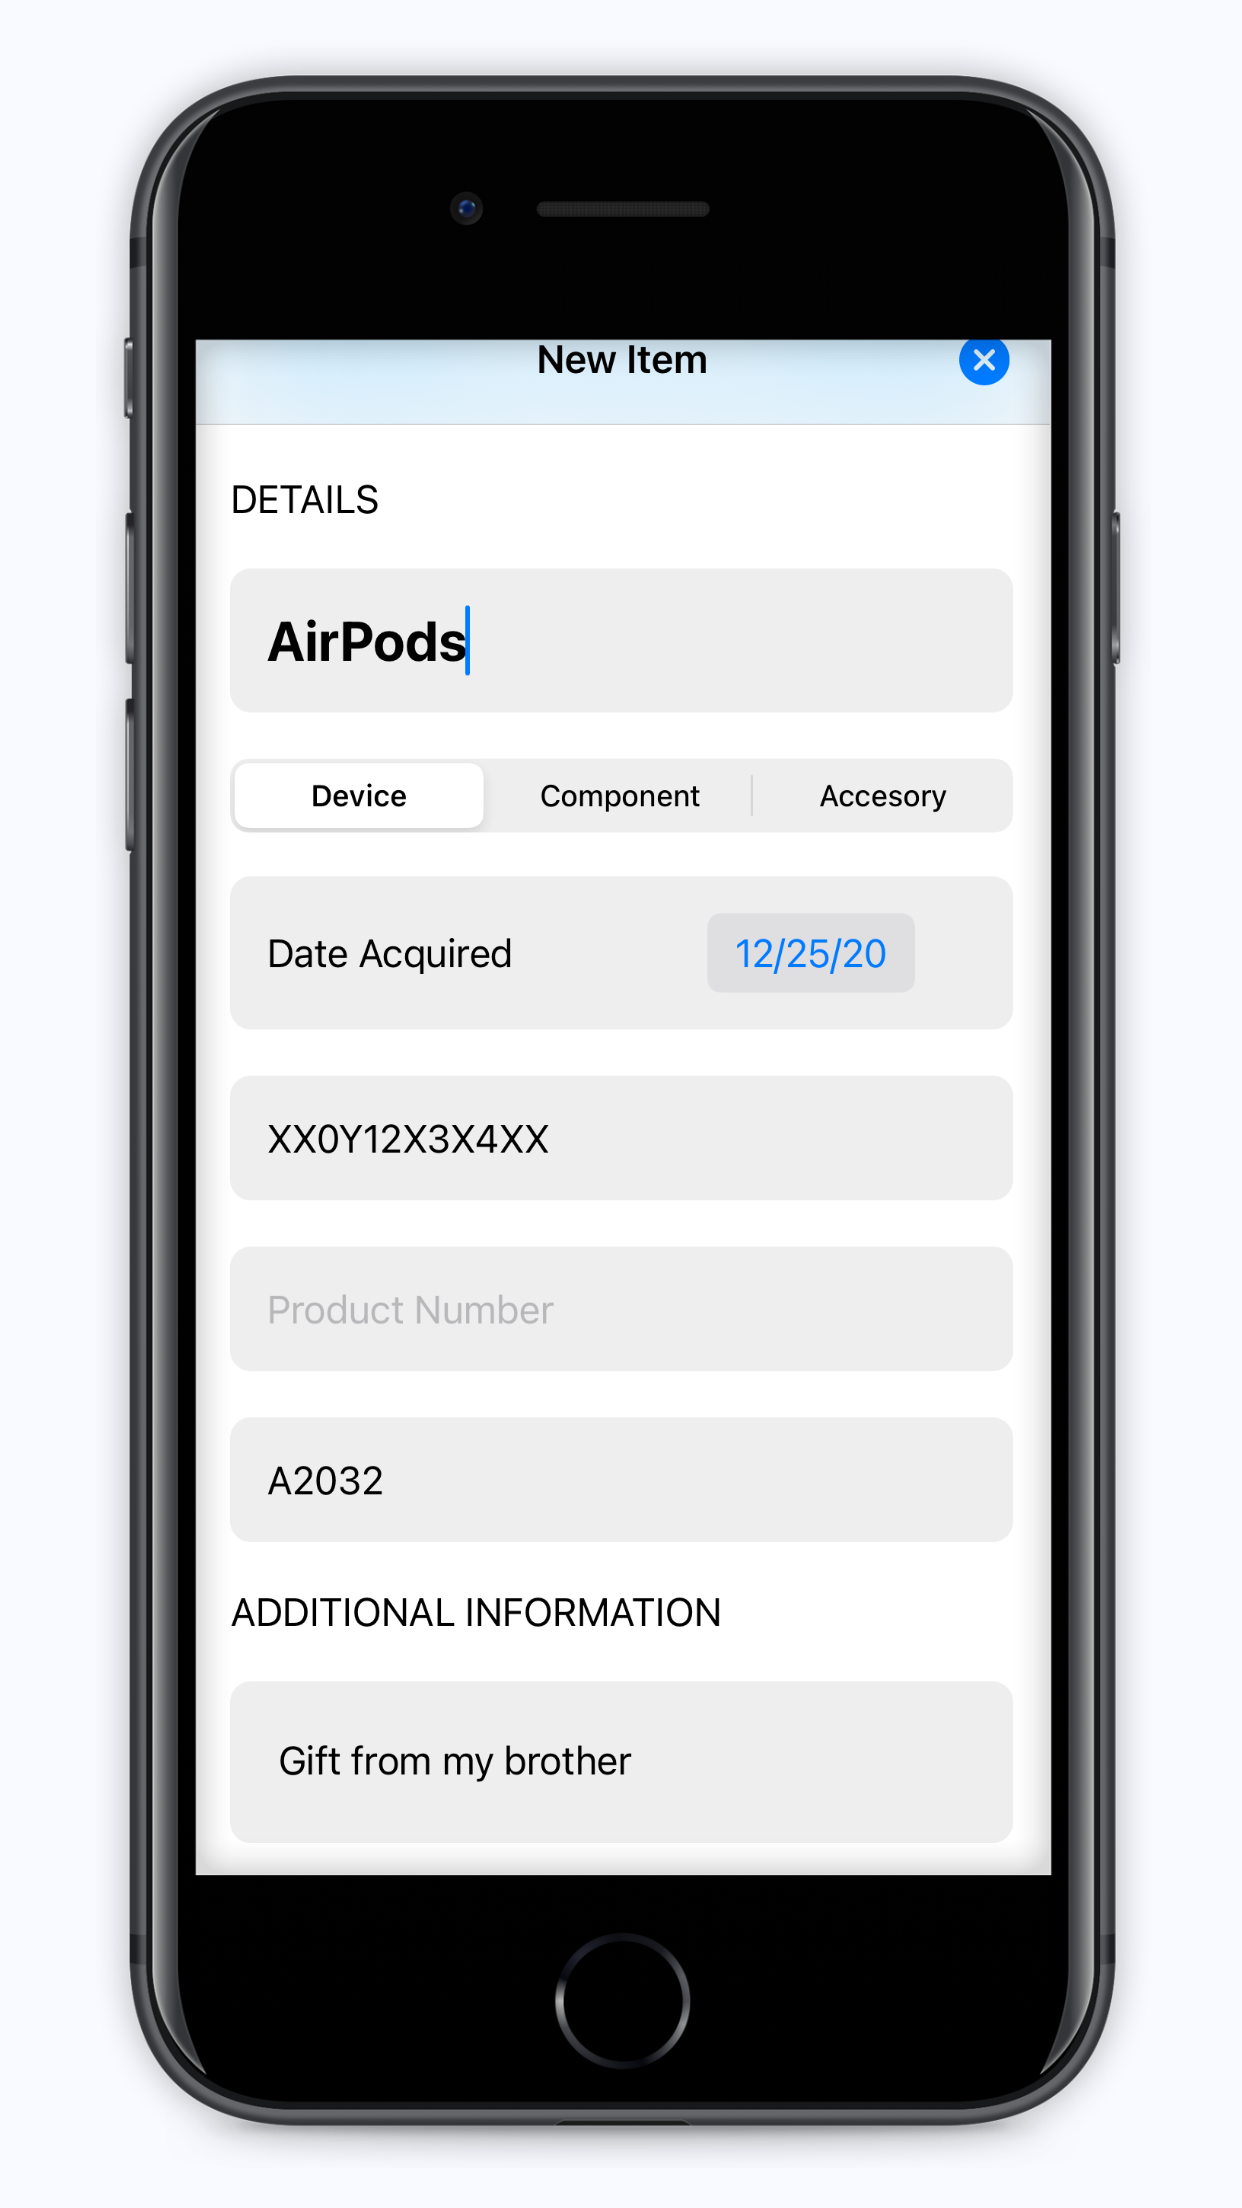 New Item
DETAILS
AirPods
Device
Component
Accesory
Date Acquired
12/25/20
XX0Y12X3X4XX
Product Number
A2032
ADDITIONAL INFORMATION
Gift from my brother